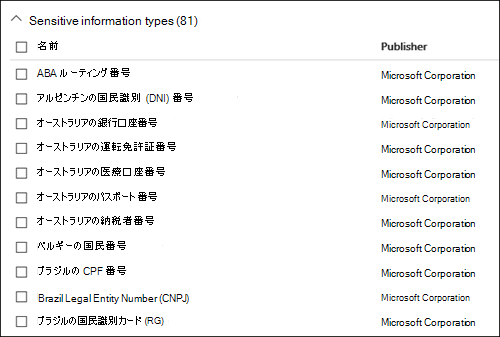 Sensitive information types (81)
名前 Publisher
ABA ルーティング番号 Microsoft Corporation
アルゼンチンの国民識別 (DNI) 番号 Microsoft Corporation
オーストラリアの銀行口座番号 Microsoft Corporation
オーストラリアの運転免許証番号 Microsoft Corporation
オーストラリアの医療口座番号 Microsoft Corporation
オーストラリアのパスポート番号 Microsoft Corporation
オーストラリアの納税者番号 Microsoft Corporation
ベルギーの国民番号 Microsoft Corporation
ブラジルの CPF 番号 Microsoft Corporation
Brazil Legal Entity Number (CNPJ) Microsoft Corporation
ブラジルの国民識別カード (RG) Microsoft Corporation